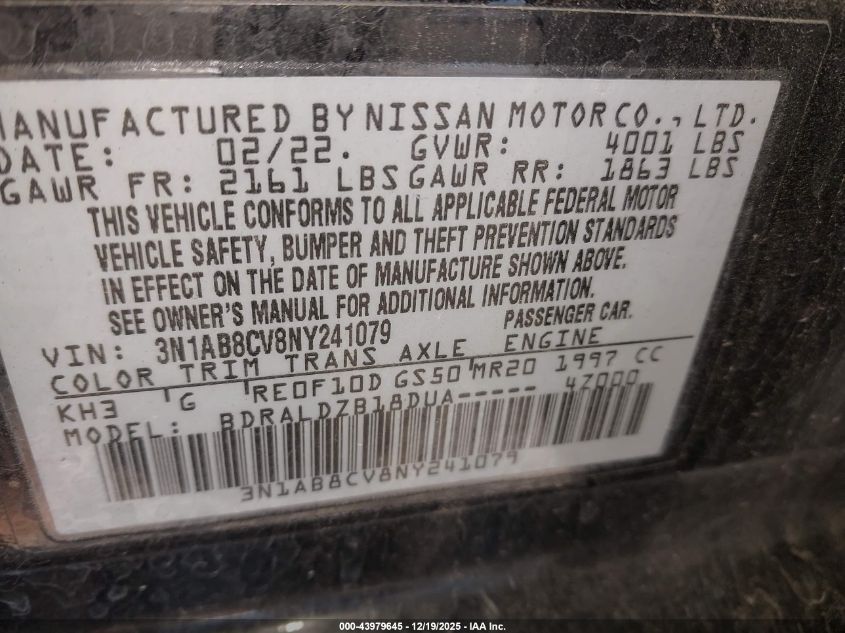 MANUFACTURED BY NISSAN MOTOR CO., LTD.
DATE: 02/22. GVWR: 4001 LBS
GAWR FR: 2161 LBS GAWR RR: 1863 LBS
THIS VEHICLE CONFORMS TO ALL APPLICABLE FEDERAL MOTOR
VEHICLE SAFETY, BUMPER AND THEFT PREVENTION STANDARDS
IN EFFECT ON THE DATE OF MANUFACTURE SHOWN ABOVE.
SEE OWNER'S MANUAL FOR ADDITIONAL INFORMATION.
VIN: 3N1AB8CV8NY241079 PASSENGER CAR.
COLOR TRIM TRANS AXLE ENGINE
KH3 G RE0F10D GS50 MR20 1997 CC
MODEL: BDRALDZB18DUA----- 4Z000
3N1AB8CV8NY241079
000-43979645 - 12/19/2025 - IAA Inc.